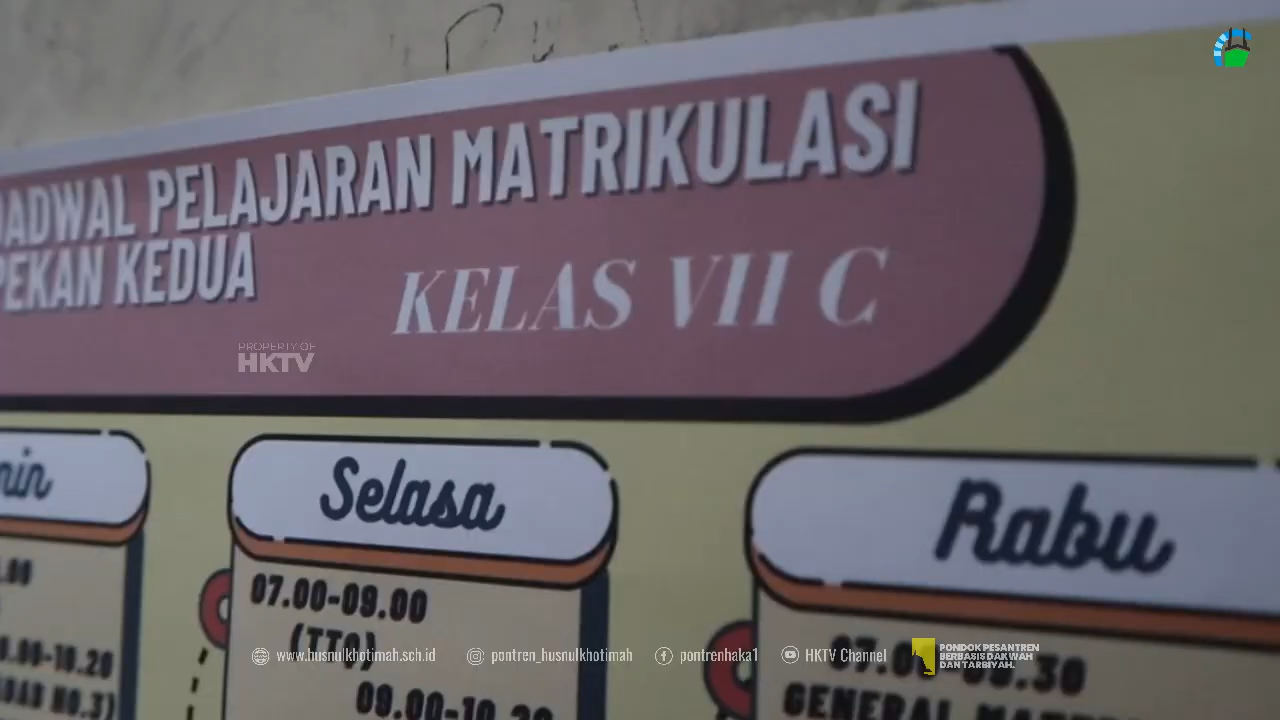 JADWAL PELAJARAN MATRIKULASI
PEKAN KEDUA
KELAS VII C
PROPERTY OF
HKTV
Selasa
Rabu
07.00-09.00
(TTO)
09.00-10.20
GENERAL
www.husnulkhotimah.sch.id
pontren_husnulkhotimah
pontrenhaka1
HKTV Channel
PONDOK PESANTREN
BERBASIS DAKWAH
DAN TARBIYAH.